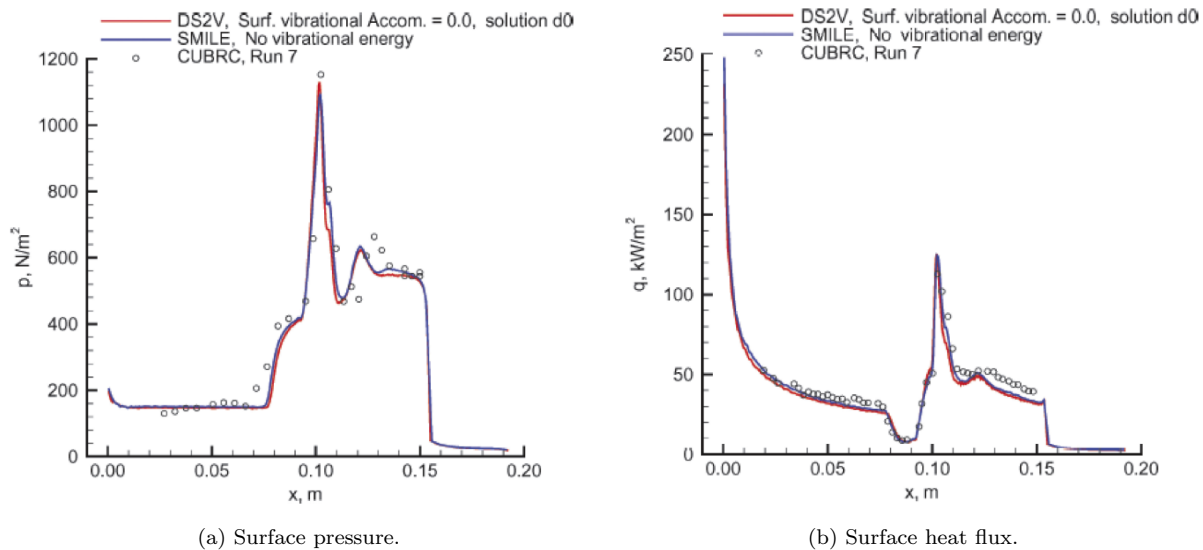 DS2V, Surf. vibrational Accom. = 0.0, solution d0
SMILE, No vibrational energy
CUBRC, Run 7
1200
1000
800
600
400
200
0
p, N/m²
0.00
0.05
0.10
0.15
0.20
x, m
(a) Surface pressure.
DS2V, Surf. vibrational Accom. = 0.0, solution d0
SMILE, No vibrational energy
CUBRC, Run 7
250
200
150
100
50
0
q, kW/m²
0.00
0.05
0.10
0.15
0.20
x, m
(b) Surface heat flux.